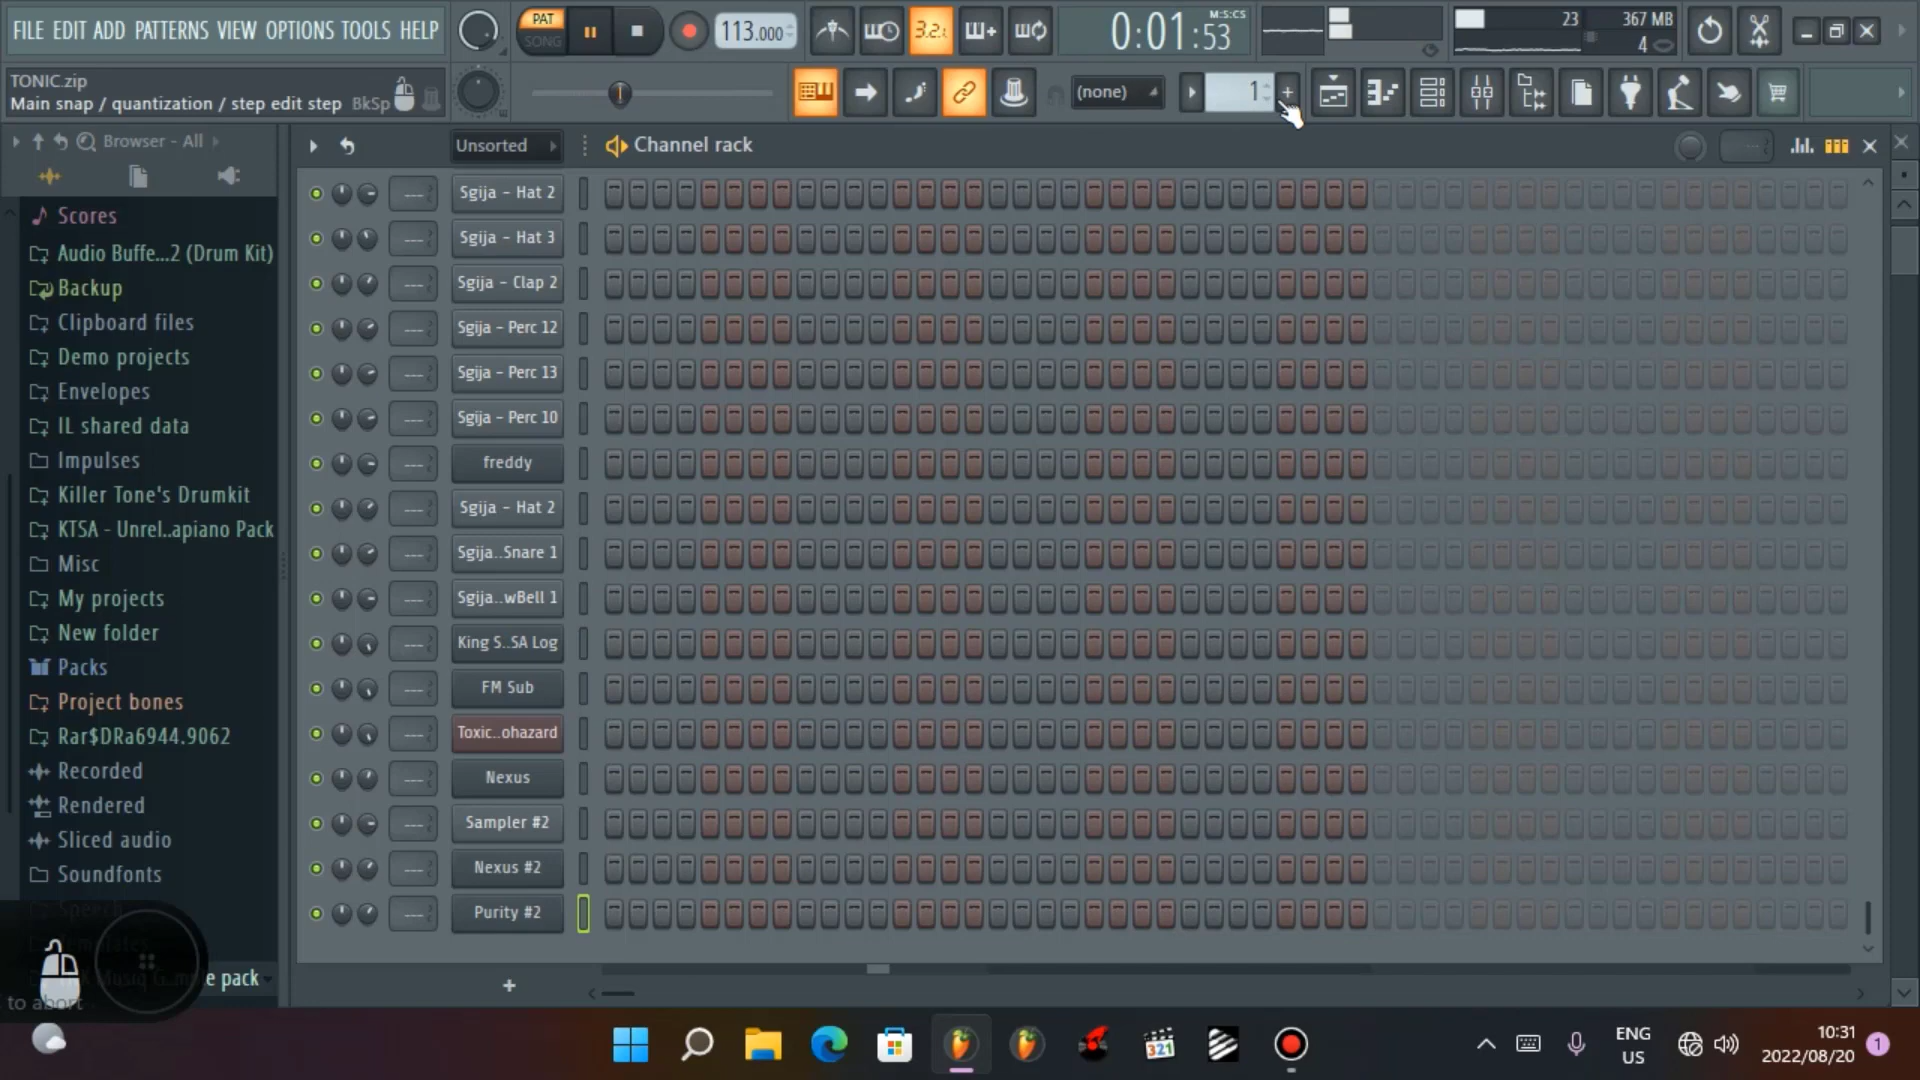 FILE EDIT ADD PATTERNS VIEW OPTIONS TOOLS HELP
PAT
SONG
113.000
3.2.
M:S:CS
0:01:53
23
367 MB
4
TONIC.zip
Main snap / quantization / step edit step BkSp
(none)
1
Browser - All
Unsorted
Channel rack
Scores
Audio Buffe...2 (Drum Kit)
Backup
Clipboard files
Demo projects
Envelopes
IL shared data
Impulses
Killer Tone's Drumkit
KTSA - Unrel..apiano Pack
Misc
My projects
New folder
Packs
Project bones
Rar$DRa6944.9062
Recorded
Rendered
Sliced audio
Soundfonts
Speech
e pack
to abort
Sgija - Hat 2
Sgija - Hat 3
Sgija - Clap 2
Sgija - Perc 12
Sgija - Perc 13
Sgija - Perc 10
freddy
Sgija - Hat 2
Sgija..Snare 1
Sgija..wBell 1
King S..SA Log
FM Sub
Toxic..ohazard
Nexus
Sampler #2
Nexus #2
Purity #2
+
321
ENG
US
10:31
2022/08/20
1